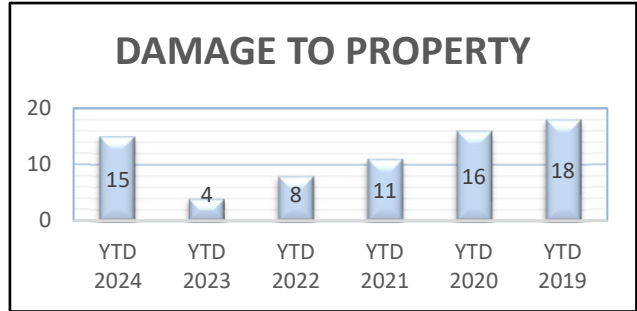 DAMAGE TO PROPERTY
20
10
0
15
4
8
11
16
18
YTD 2024
YTD 2023
YTD 2022
YTD 2021
YTD 2020
YTD 2019